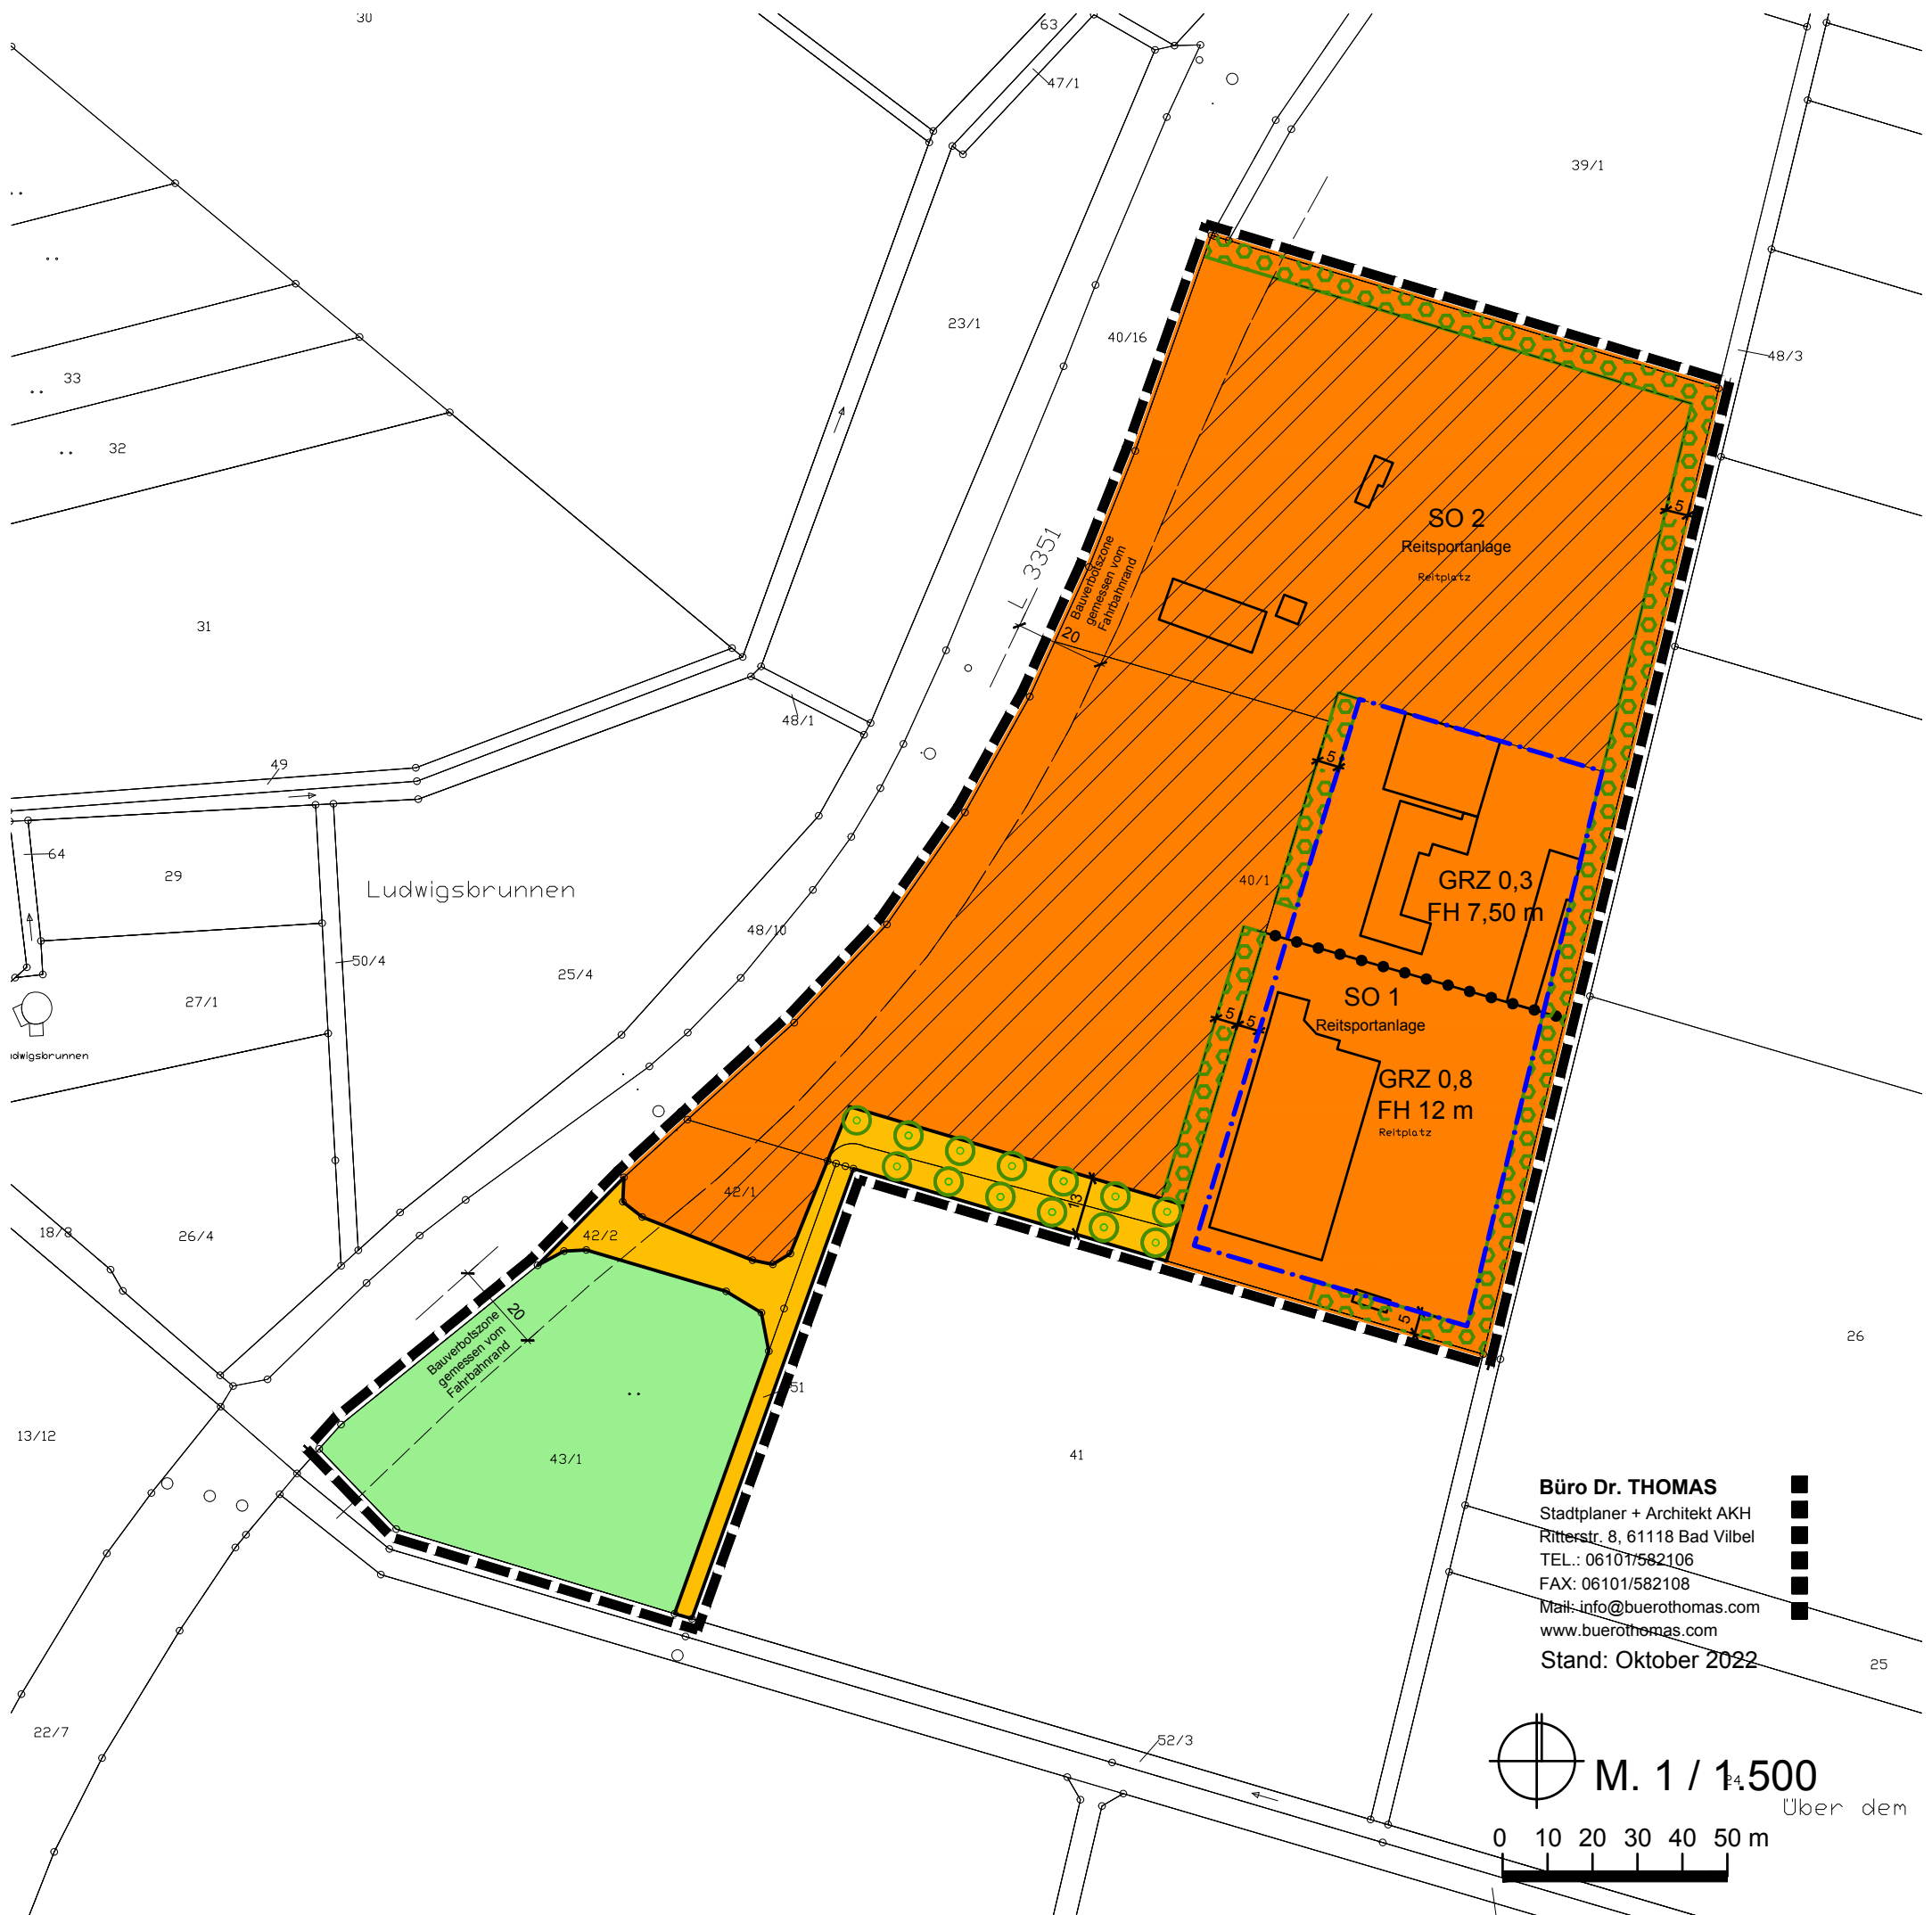 30
63
47/1
39/1
23/1
40/16
48/3
33
32
SO 2
Reitsportanlage
Reitplatz
L 3351
Bauverbotszone
gemessen vom
Fahrbahnrand
20
5
31
48/1
49
5
64
29
Ludwigsbrunnen
40/1
GRZ 0,3
FH 7,50 m
48/10
50/4
25/4
27/1
SO 1
Reitsportanlage
5
5
GRZ 0,8
FH 12 m
Reitplatz
42/1
13
18/8
26/4
42/2
20
Bauverbotszone
gemessen vom
Fahrbahnrand
5
26
51
13/12
43/1
41
Büro Dr. THOMAS
Stadtplaner + Architekt AKH
Ritterstr. 8, 61118 Bad Vilbel
TEL.: 06101/582106
FAX: 06101/582108
Mail: info@buerothomas.com
www.buerothomas.com
Stand: Oktober 2022
25
22/7
52/3
M. 1 / 1.500
24
Über dem
0 10 20 30 40 50 m